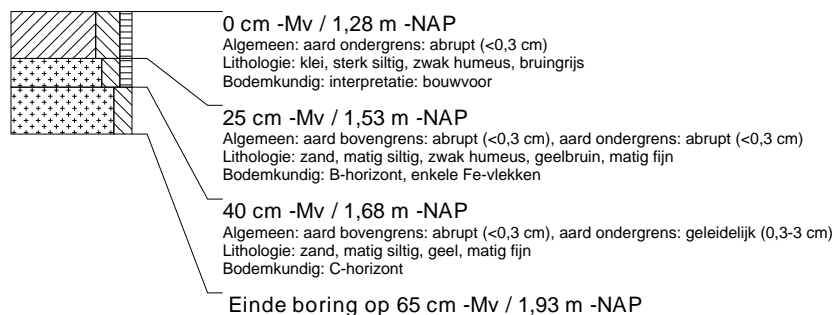 0 cm -Mv / 1,28 m -NAP
Algemeen: aard ondergrens: abrupt (<0,3 cm)
Lithologie: klei, sterk siltig, zwak humeus, bruingrijs
Bodemkundig: interpretatie: bouwvoor
25 cm -Mv / 1,53 m -NAP
Algemeen: aard bovengrens: abrupt (<0,3 cm), aard ondergrens: abrupt (<0,3 cm)
Lithologie: zand, matig siltig, zwak humeus, geelbruin, matig fijn
Bodemkundig: B-horizont, enkele Fe-vlekken
40 cm -Mv / 1,68 m -NAP
Algemeen: aard bovengrens: abrupt (<0,3 cm), aard ondergrens: geleidelijk (0,3-3 cm)
Lithologie: zand, matig siltig, geel, matig fijn
Bodemkundig: C-horizont
Einde boring op 65 cm -Mv / 1,93 m -NAP